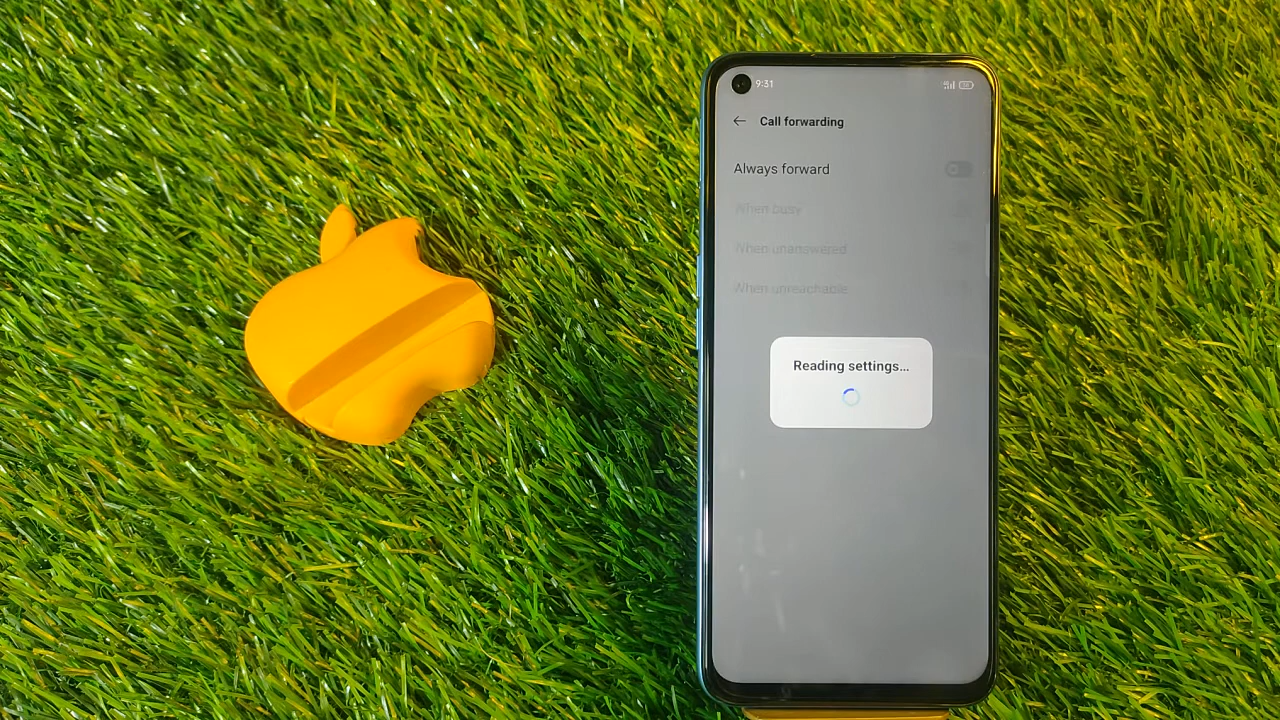 9:31
Call forwarding
Always forward
When busy
When unanswered
When unreachable
Reading settings...